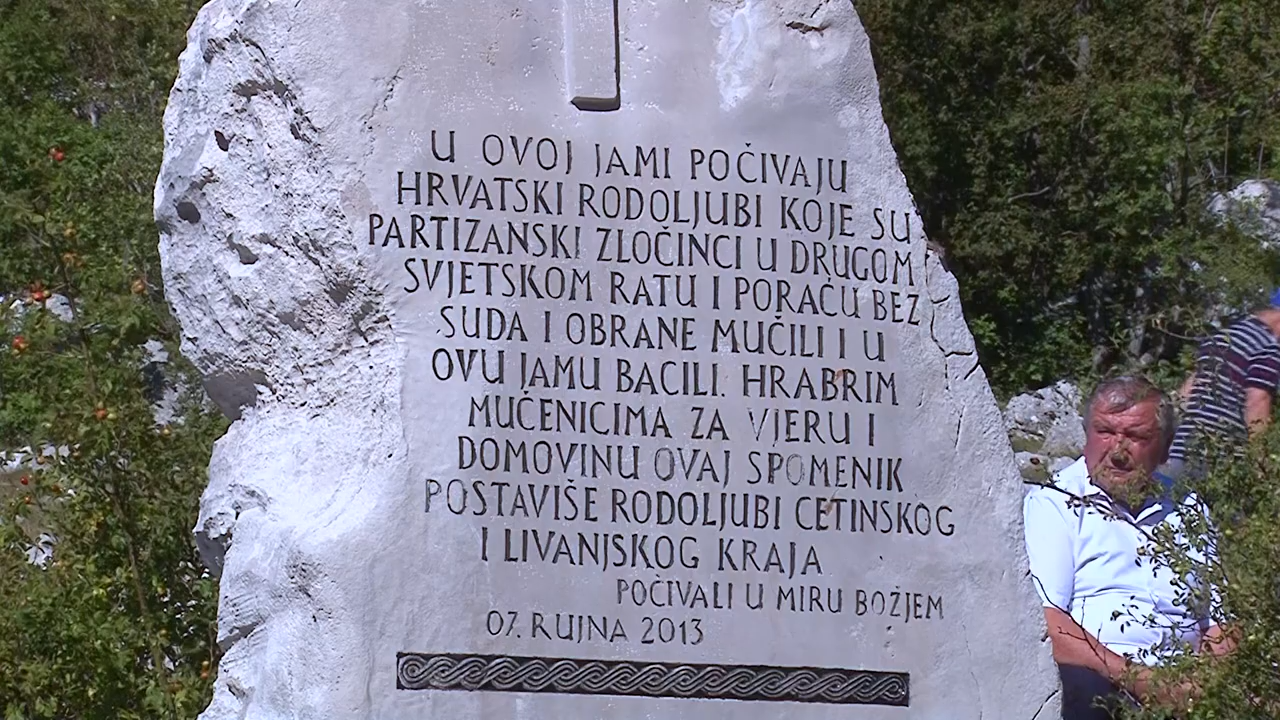 U OVOJ JAMI POČIVAJU
HRVATSKI RODOLJUBI KOJE SU
PARTIZANSKI ZLOČINCI U DRUGOM
SVJETSKOM RATU I PORAĆU BEZ
SUDA I OBRANE MUČILI I U
OVU JAMU BACILI. HRABRIM
MUČENICIMA ZA VJERU I
DOMOVINU OVAJ SPOMENIK
POSTAVIŠE RODOLJUBI CETINSKOG
I LIVANJSKOG KRAJA
POČIVALI U MIRU BOŽJEM
07. RUJNA 2013